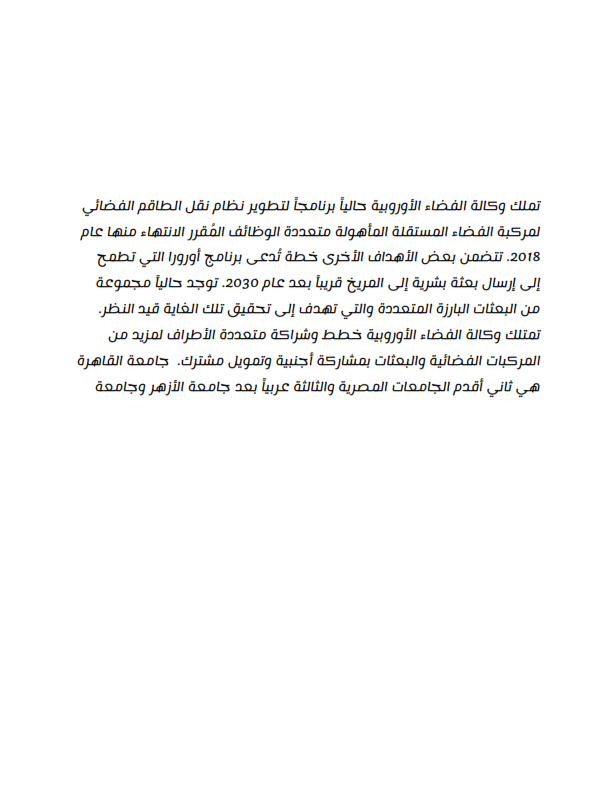 تملك وكالة الفضاء الأوروبية حالياً برنامجاً لتطوير نظام نقل الطاقم الفضائي
لمركبة الفضاء المستقلة المأهولة متعددة الوظائف المُقرر الانتهاء منها عام
2018. تتضمن بعض الأهداف الأخرى خطة تُدعى برنامج أورورا التي تطمح
إلى إرسال بعثة بشرية إلى المريخ قريباً بعد عام 2030. توجد حالياً مجموعة
من البعثات البارزة المتعددة والتي تهدف إلى تحقيق تلك الغاية قيد النظر.
تمتلك وكالة الفضاء الأوروبية خطط وشراكة متعددة الأطراف لمزيد من
المركبات الفضائية والبعثات بمشاركة أجنبية وتمويل مشترك. جامعة القاهرة
هي ثاني أقدم الجامعات المصرية والثالثة عربياً بعد جامعة الأزهر وجامعة